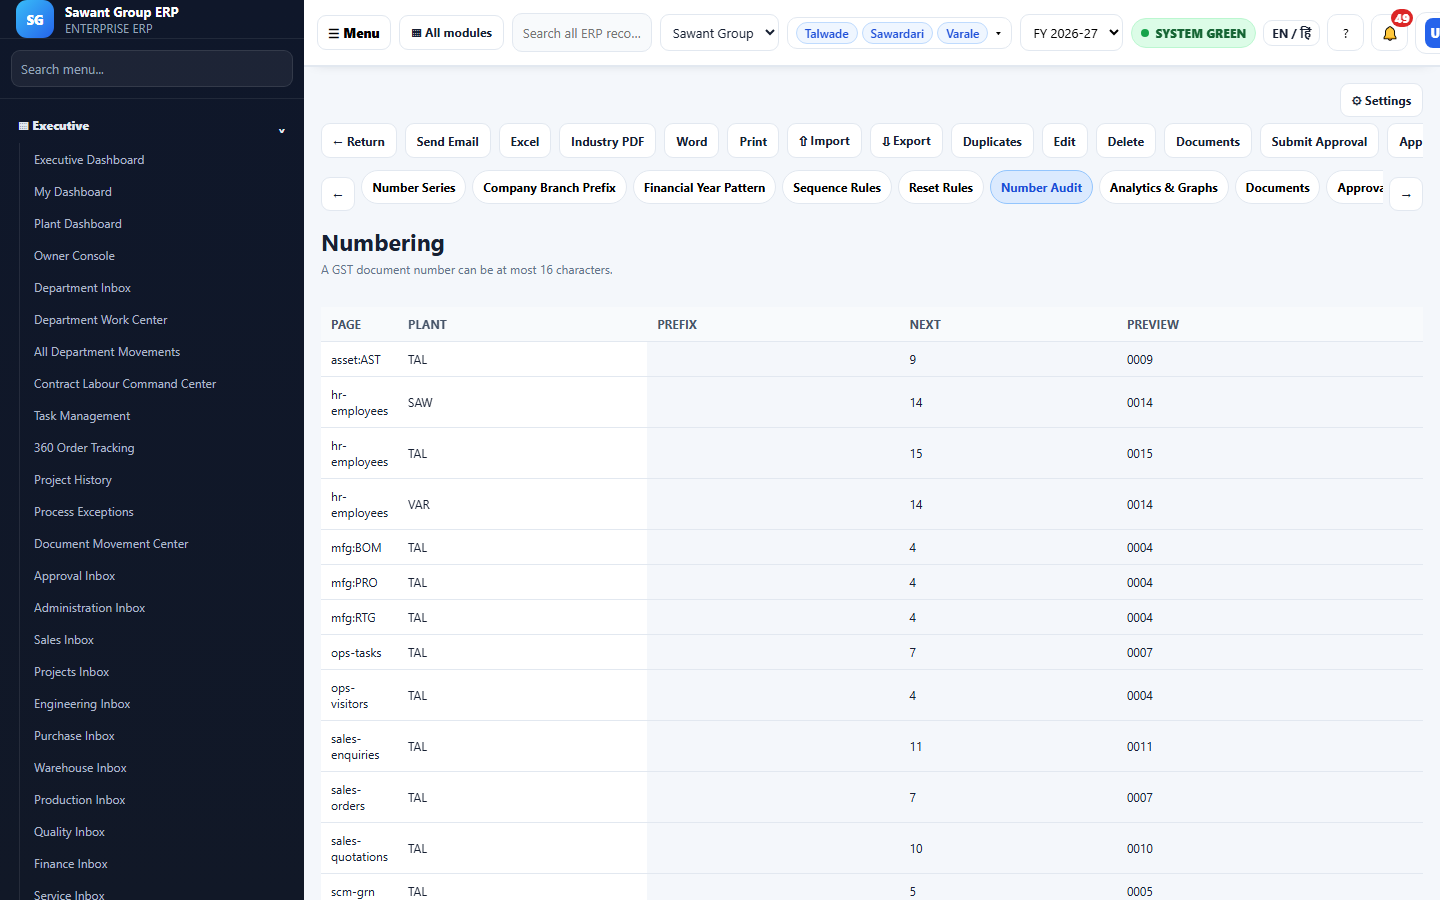 SG
Sawant Group ERP
ENTERPRISE ERP
Search menu...
Executive
Executive Dashboard
My Dashboard
Plant Dashboard
Owner Console
Department Inbox
Department Work Center
All Department Movements
Contract Labour Command Center
Task Management
360 Order Tracking
Project History
Process Exceptions
Document Movement Center
Approval Inbox
Administration Inbox
Sales Inbox
Projects Inbox
Engineering Inbox
Purchase Inbox
Warehouse Inbox
Production Inbox
Quality Inbox
Finance Inbox
Service Inbox
☰ Menu
All modules
Search all ERP reco...
Sawant Group
Talwade Sawardari Varale
FY 2026-27
SYSTEM GREEN
EN / हिं
?
49
U
⚙ Settings
← Return
Send Email
Excel
Industry PDF
Word
Print
⇧ Import
⇩ Export
Duplicates
Edit
Delete
Documents
Submit Approval
App
←
Number Series
Company Branch Prefix
Financial Year Pattern
Sequence Rules
Reset Rules
Number Audit
Analytics & Graphs
Documents
Approva
→
Numbering
A GST document number can be at most 16 characters.
PAGE PLANT PREFIX NEXT PREVIEW
asset:AST TAL 9 0009
hr-employees SAW 14 0014
hr-employees TAL 15 0015
hr-employees VAR 14 0014
mfg:BOM TAL 4 0004
mfg:PRO TAL 4 0004
mfg:RTG TAL 4 0004
ops-tasks TAL 7 0007
ops-visitors TAL 4 0004
sales-enquiries TAL 11 0011
sales-orders TAL 7 0007
sales-quotations TAL 10 0010
scm-grn TAL 5 0005